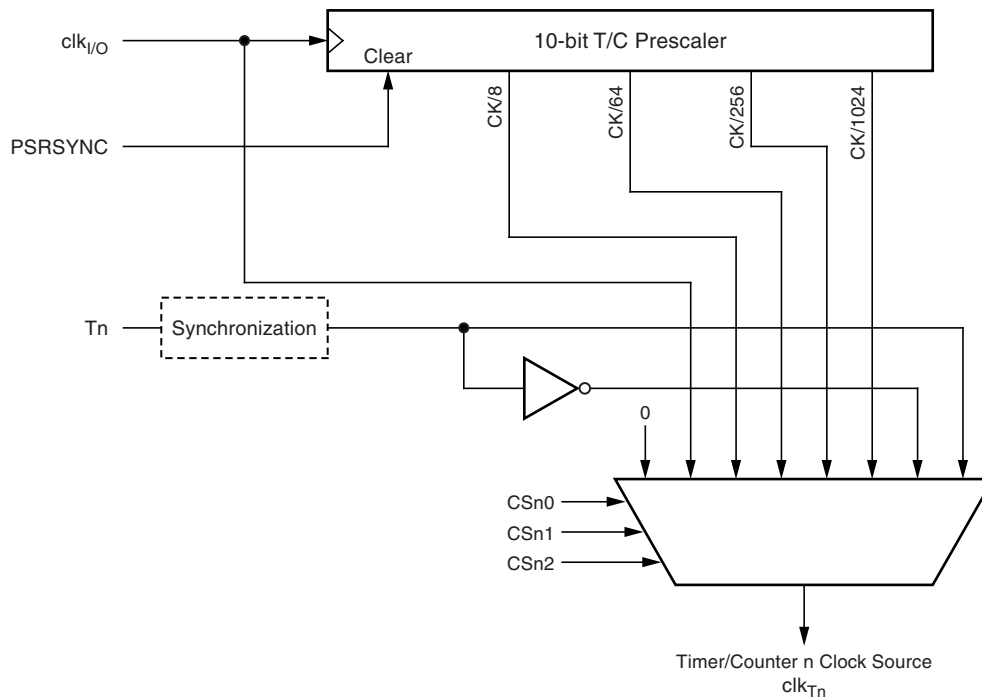 clkI/O
10-bit T/C Prescaler
Clear
CK/8
CK/64
CK/256
CK/1024
PSRSYNC
Tn
Synchronization
0
CSn0
CSn1
CSn2
Timer/Counter n Clock Source
clkTn